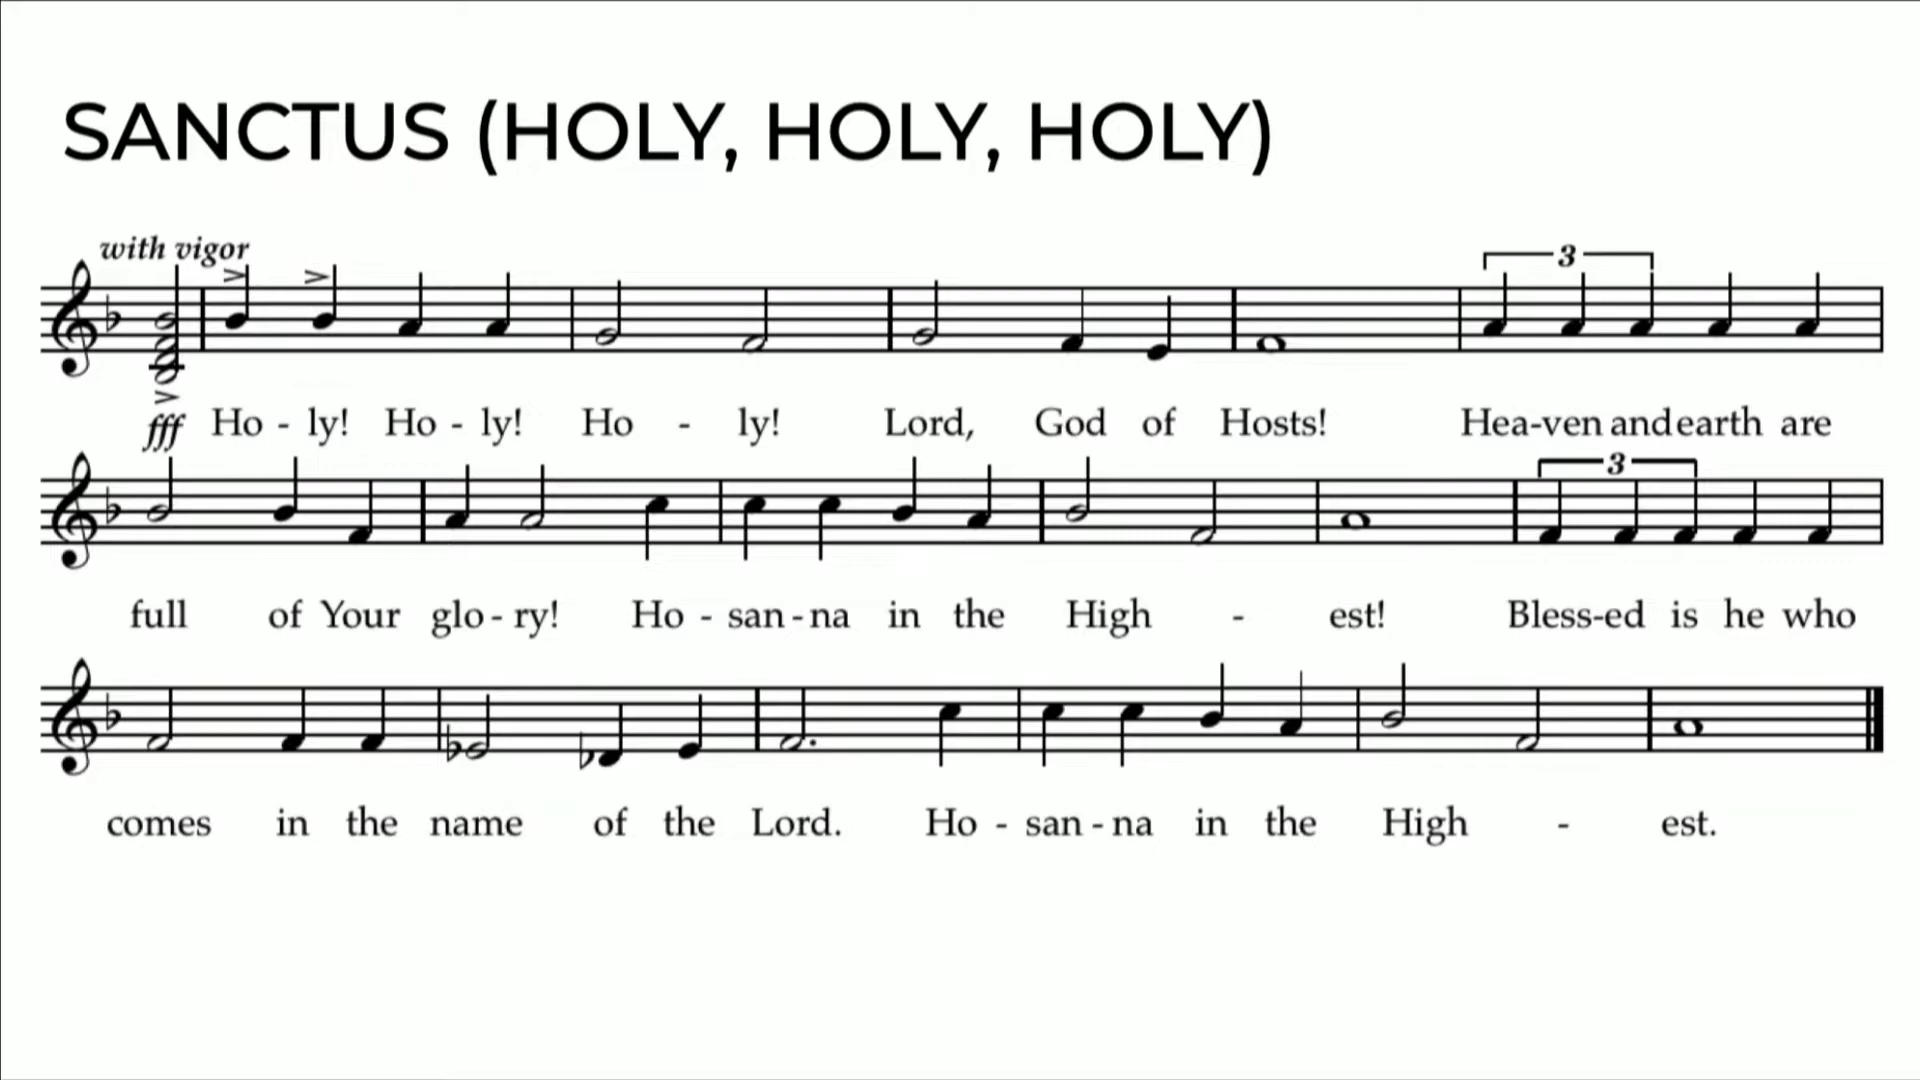 SANCTUS (HOLY, HOLY, HOLY)
with vigor
3
fff Ho - ly! Ho - ly! Ho - ly! Lord, God of Hosts! Hea-ven and earth are
3
full of Your glo - ry! Ho - san - na in the High - est! Bless-ed is he who
comes in the name of the Lord. Ho - san - na in the High - est.